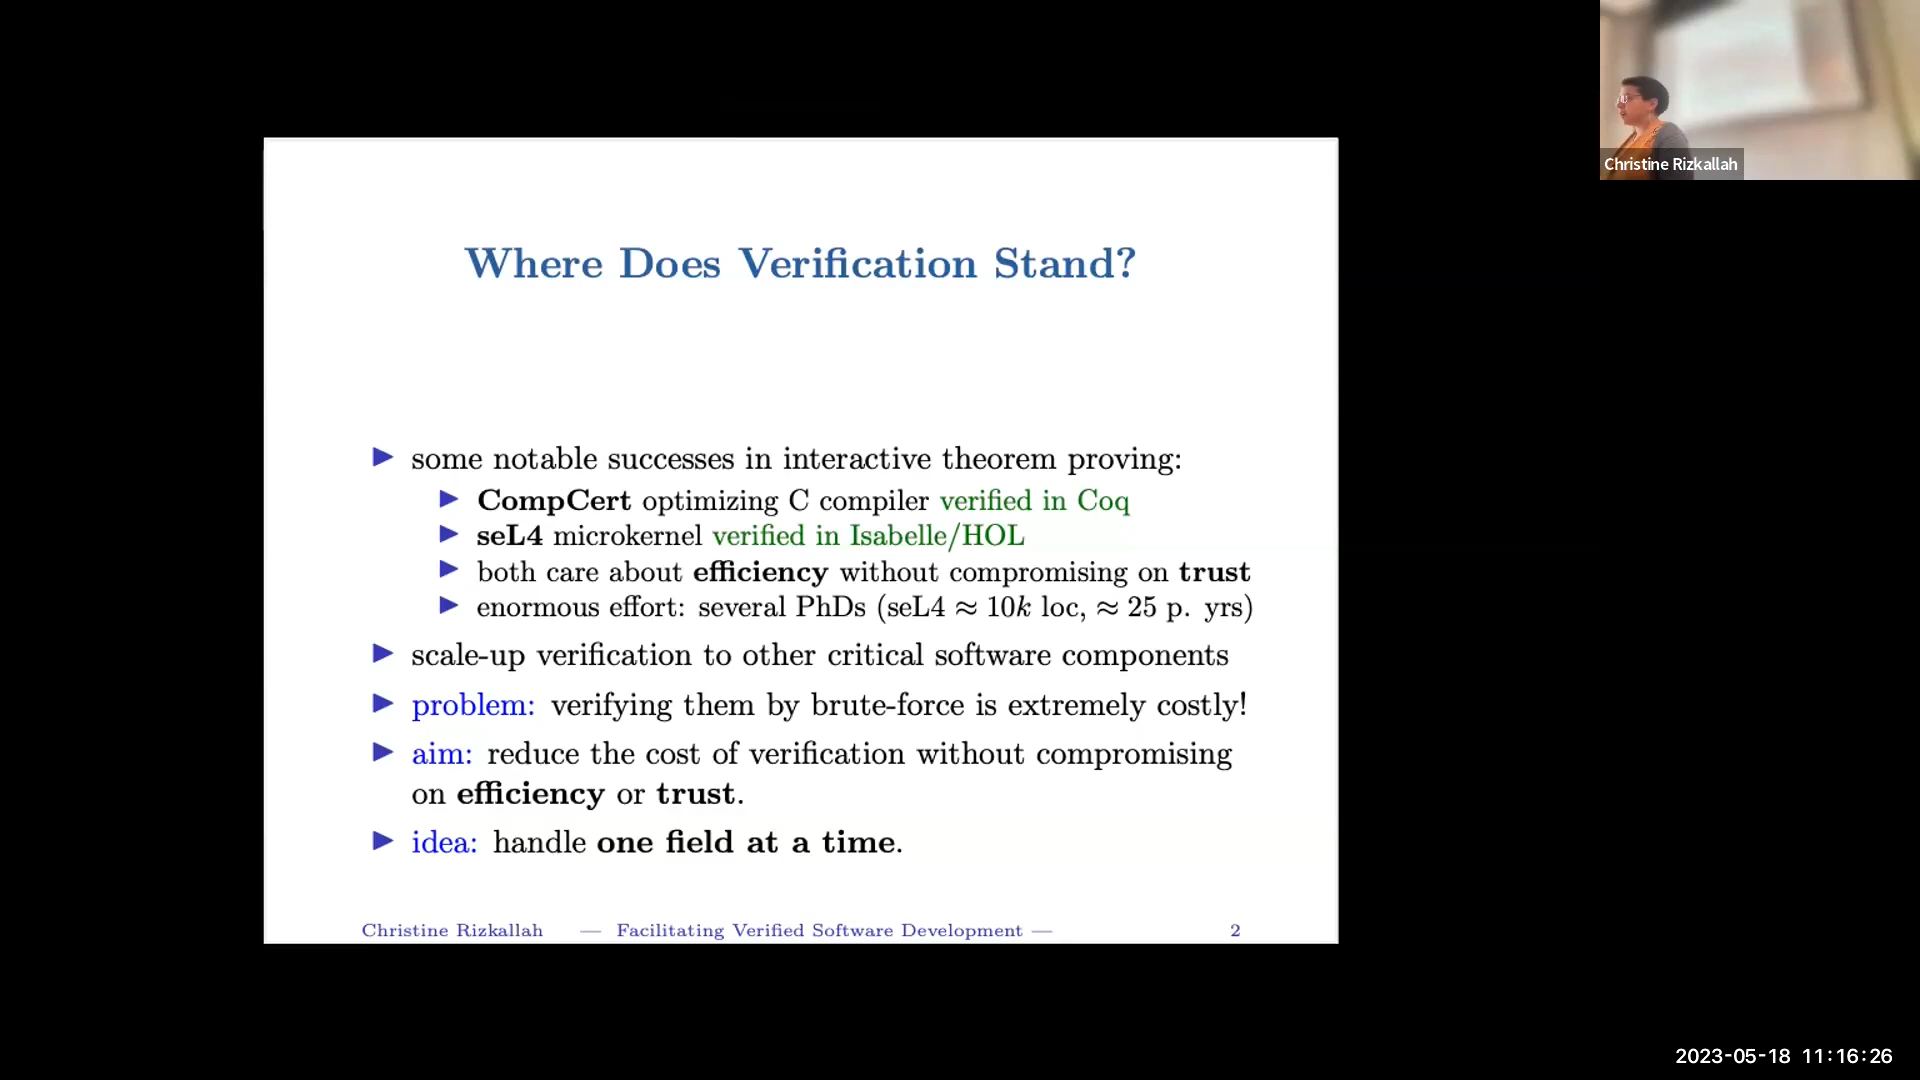 Christine Rizkallah
Where Does Verification Stand?
some notable successes in interactive theorem proving:
CompCert optimizing C compiler verified in Coq
seL4 microkernel verified in Isabelle/HOL
both care about efficiency without compromising on trust
enormous effort: several PhDs (seL4 ≈ 10k loc, ≈ 25 p. yrs)
scale-up verification to other critical software components
problem: verifying them by brute-force is extremely costly!
aim: reduce the cost of verification without compromising
on efficiency or trust.
idea: handle one field at a time.
Christine Rizkallah — Facilitating Verified Software Development — 2
2023-05-18 11:16:26